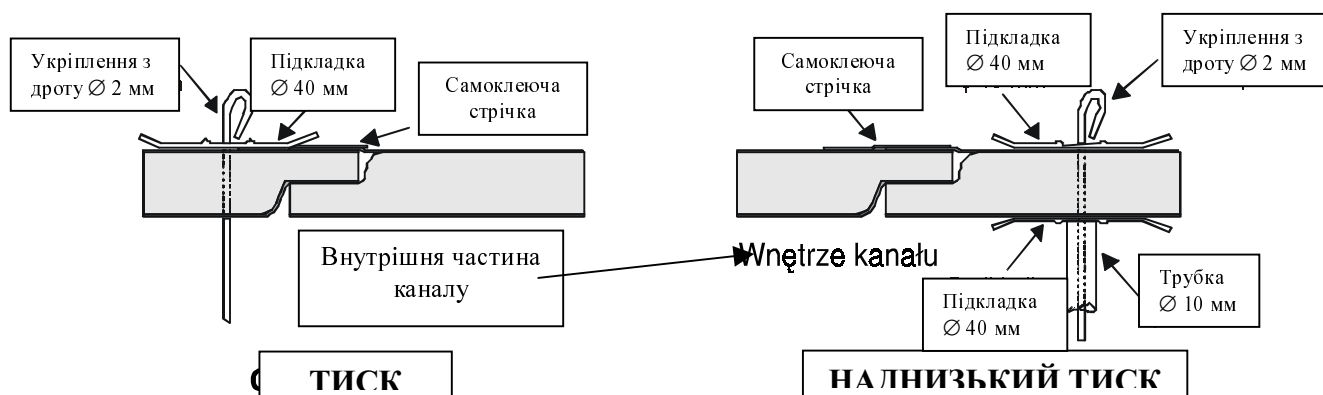 Укріплення з
дроту ∅ 2 мм
Підкладка
∅ 40 мм
Самоклеюча
стрічка
Самоклеюча
стрічка
Підкладка
∅ 40 мм
Укріплення з
дроту ∅ 2 мм
Внутрішня частина
каналу
Wnętrze kanału
Підкладка
∅ 40 мм
Трубка
∅ 10 мм
ТИСК
НАДНИЗЬКИЙ ТИСК